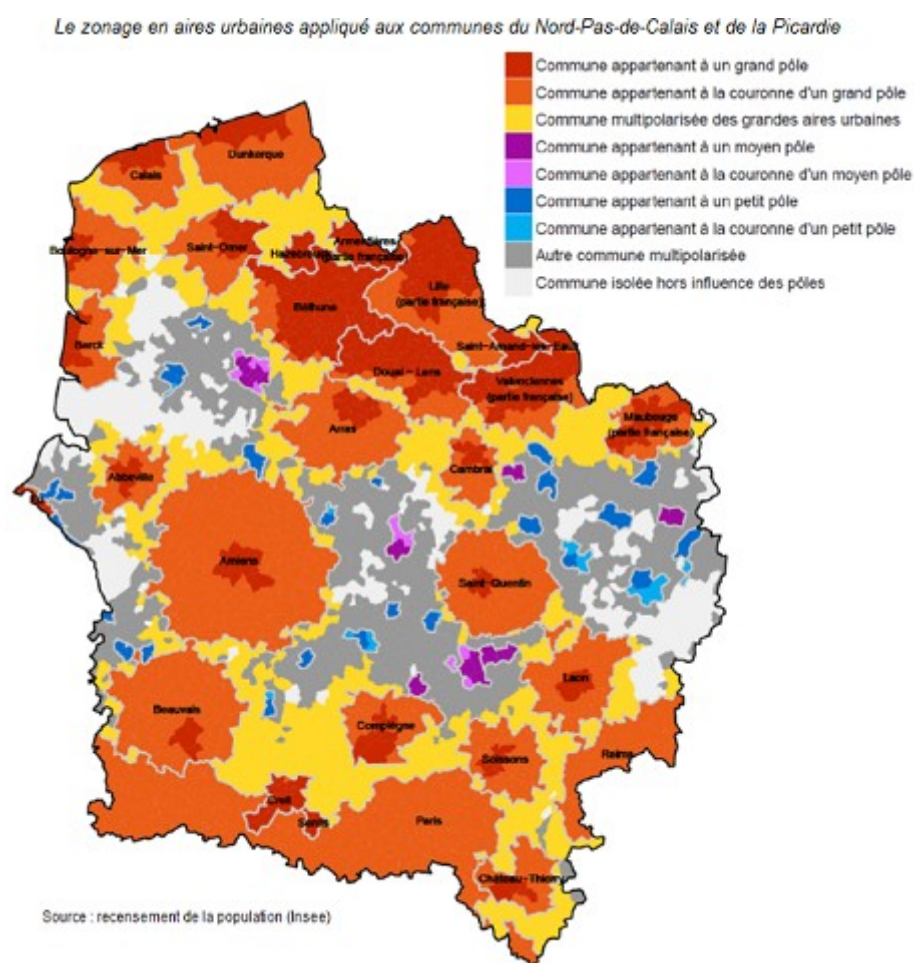 Le zonage en aires urbaines appliqué aux communes du Nord-Pas-de-Calais et de la Picardie
Commune appartenant à un grand pôle
Commune appartenant à la couronne d'un grand pôle
Commune multipolarisée des grandes aires urbaines
Commune appartenant à un moyen pôle
Commune appartenant à la couronne d'un moyen pôle
Commune appartenant à un petit pôle
Commune appartenant à la couronne d'un petit pôle
Autre commune multipolarisée
Commune isolée hors influence des pôles
Dunkerque
Calais
Boulogne-sur-Mer
Saint-Omer
Hazebrouck
Armentières
(partie française)
Lille
(partie française)
Béthune
Berck
Saint-Amand-les-Eaux
Douai-Lens
Valenciennes
(partie française)
Maubeuge
(partie française)
Arras
Cambrai
Abbeville
Amiens
Saint-Quentin
Laon
Beauvais
Compiègne
Soissons
Reims
Creil
Senlis
Paris
Château-Thierry
Source : recensement de la population (Insee)